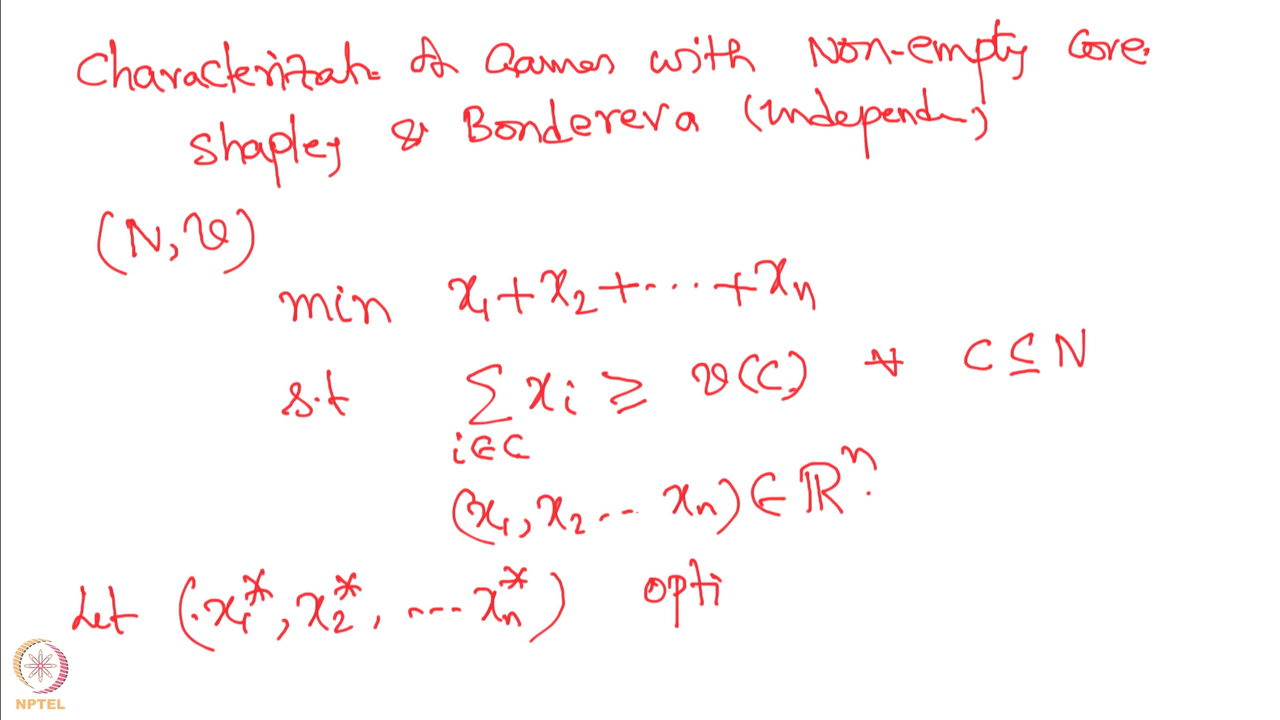 Characterizatn of Games with Non-empty Core.
Shapley & Bondereva (independ)
(N, v)
min x₁ + x₂ + ⋯ + xₙ
s.t ∑_{i∈C} xᵢ ≥ v(C) ∀ C ⊆ N
(x₁, x₂ ... xₙ) ∈ ℝⁿ.
Let (x₁*, x₂*, .... xₙ*) opti
NPTEL